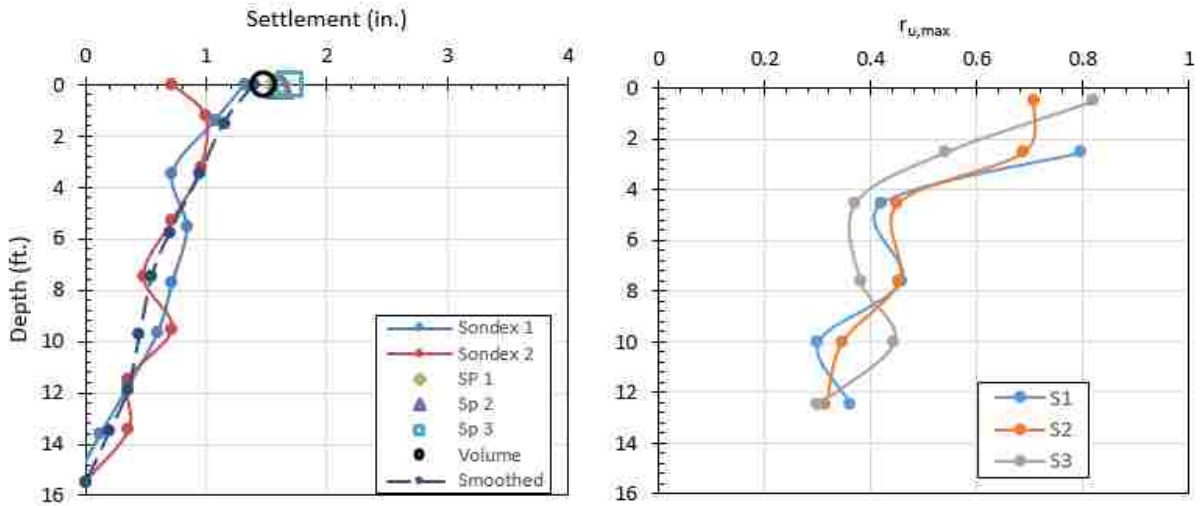 Settlement (in.)
0 1 2 3 4
0
2
4
6
8
10
12
14
16
Depth (ft.)
Sondex 1
Sondex 2
SP 1
Sp 2
Sp 3
Volume
Smoothed
ru,max
0 0.2 0.4 0.6 0.8 1
0
2
4
6
8
10
12
14
16
S1
S2
S3